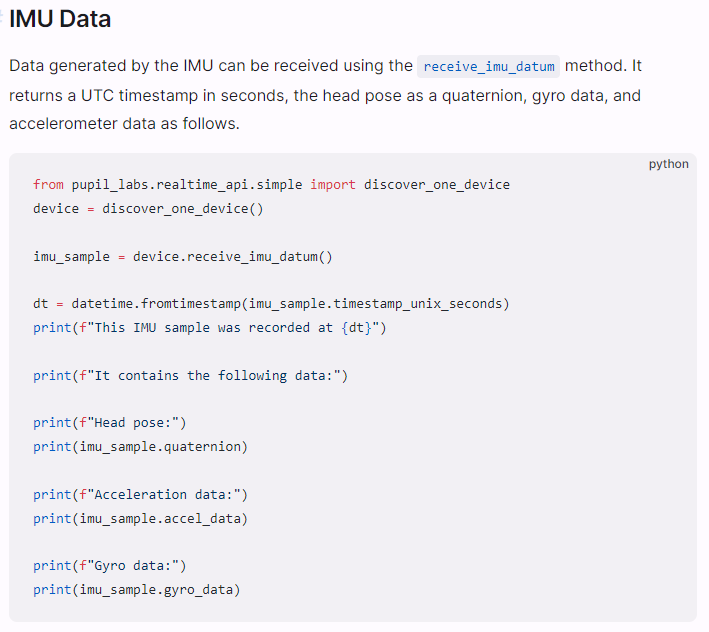 IMU Data
Data generated by the IMU can be received using the receive_imu_datum method. It
returns a UTC timestamp in seconds, the head pose as a quaternion, gyro data, and
accelerometer data as follows.
python
from pupil_labs.realtime_api.simple import discover_one_device
device = discover_one_device()
imu_sample = device.receive_imu_datum()
dt = datetime.fromtimestamp(imu_sample.timestamp_unix_seconds)
print(f"This IMU sample was recorded at {dt}")
print(f"It contains the following data:")
print(f"Head pose:")
print(imu_sample.quaternion)
print(f"Acceleration data:")
print(imu_sample.accel_data)
print(f"Gyro data:")
print(imu_sample.gyro_data)